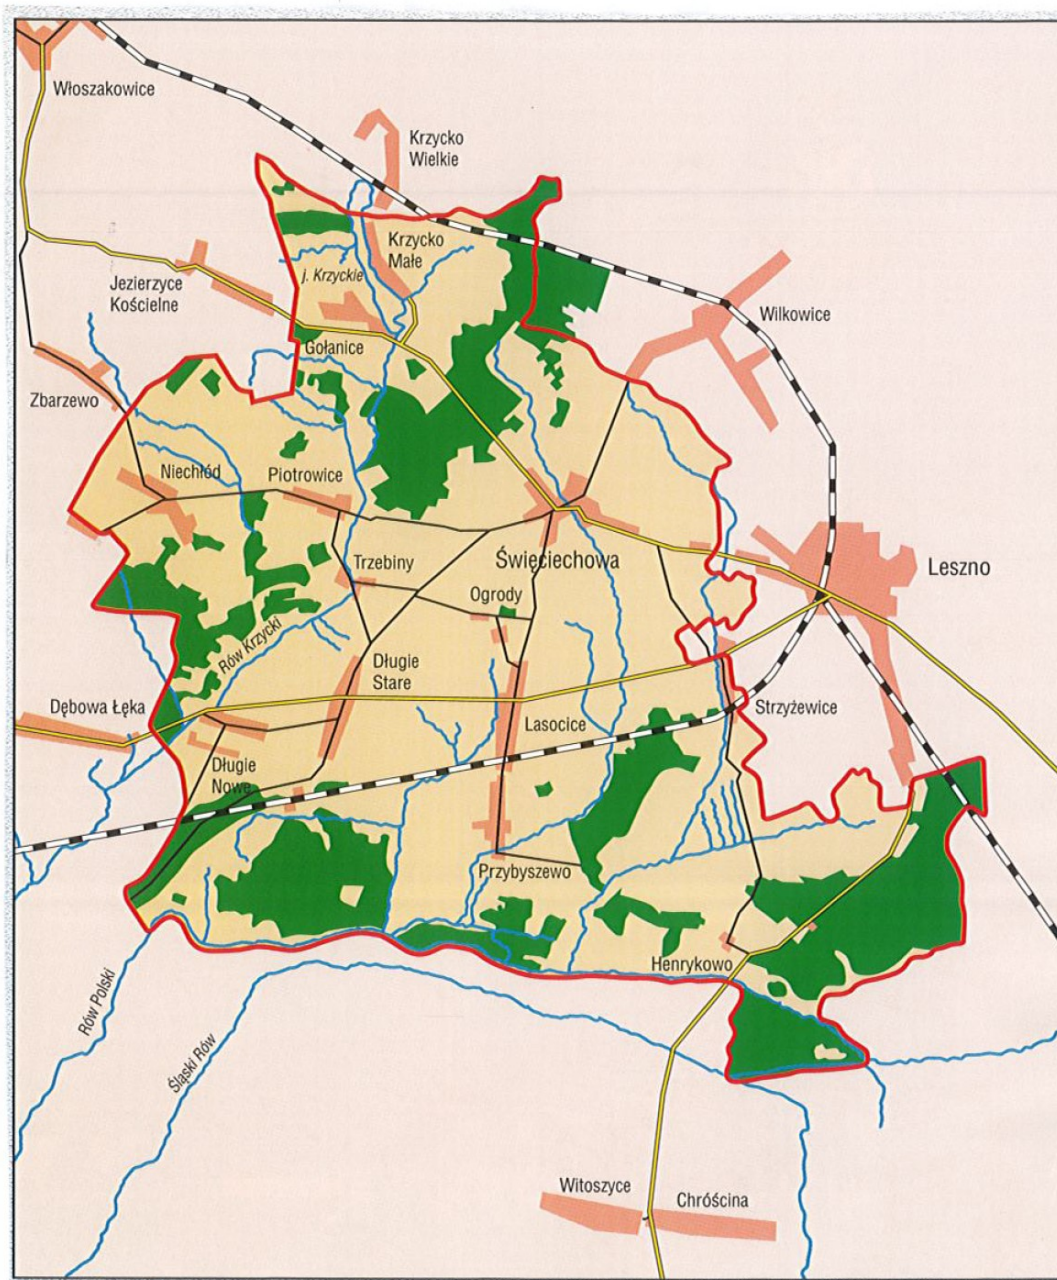 Włoszakowice
Krzycko
Wielkie
Krzycko
Małe
j. Krzyckie
Jezierzyce
Kościelne
Wilkowice
Gołanice
Zbarzewo
Niechłód
Piotrowice
Trzebiny
Święciechowa
Leszno
Ogrody
Rów Krzycki
Długie
Stare
Dębowa Łęka
Strzyżewice
Lasocice
Długie
Nowe
Przybyszewo
Henrykowo
Rów Polski
Śląski Rów
Witoszyce
Chróścina